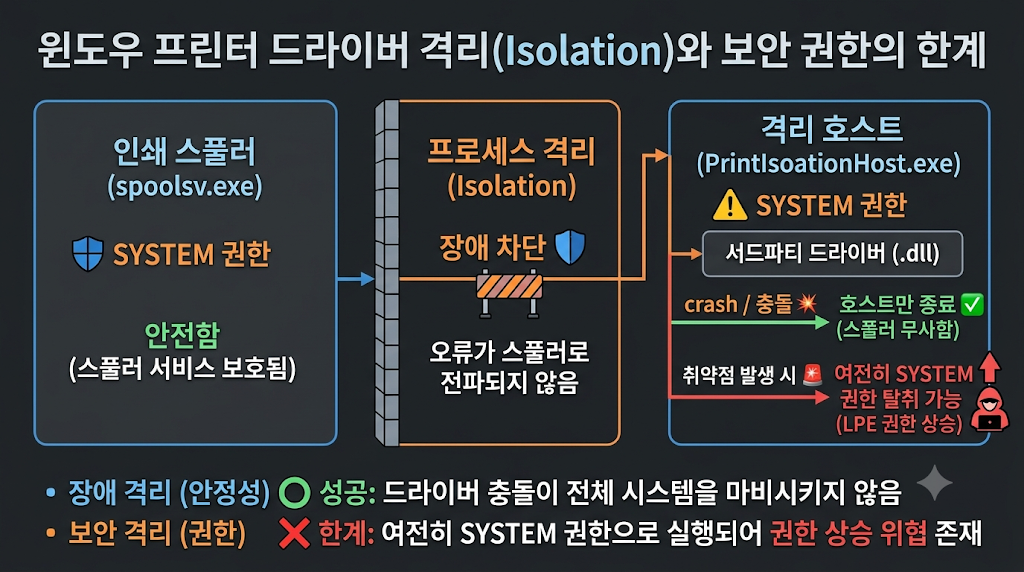 윈도우 프린터 드라이버 격리(Isolation)와 보안 권한의 한계
인쇄 스풀러
(spoolsv.exe)
SYSTEM 권한
안전함
(스풀러 서비스 보호됨)
프로세스 격리
(Isolation)
장애 차단
오류가 스풀러로
전파되지 않음
격리 호스트
(PrintIsoationHost.exe)
SYSTEM 권한
서드파티 드라이버 (.dll)
crash / 충돌
호스트만 종료
(스풀러 무사함)
취약점 발생 시
여전히 SYSTEM
권한 탈취 가능
(LPE 권한 상승)
• 장애 격리 (안정성) ⭕ 성공: 드라이버 충돌이 전체 시스템을 마비시키지 않음
• 보안 격리 (권한) ❌ 한계: 여전히 SYSTEM 권한으로 실행되어 권한 상승 위협 존재